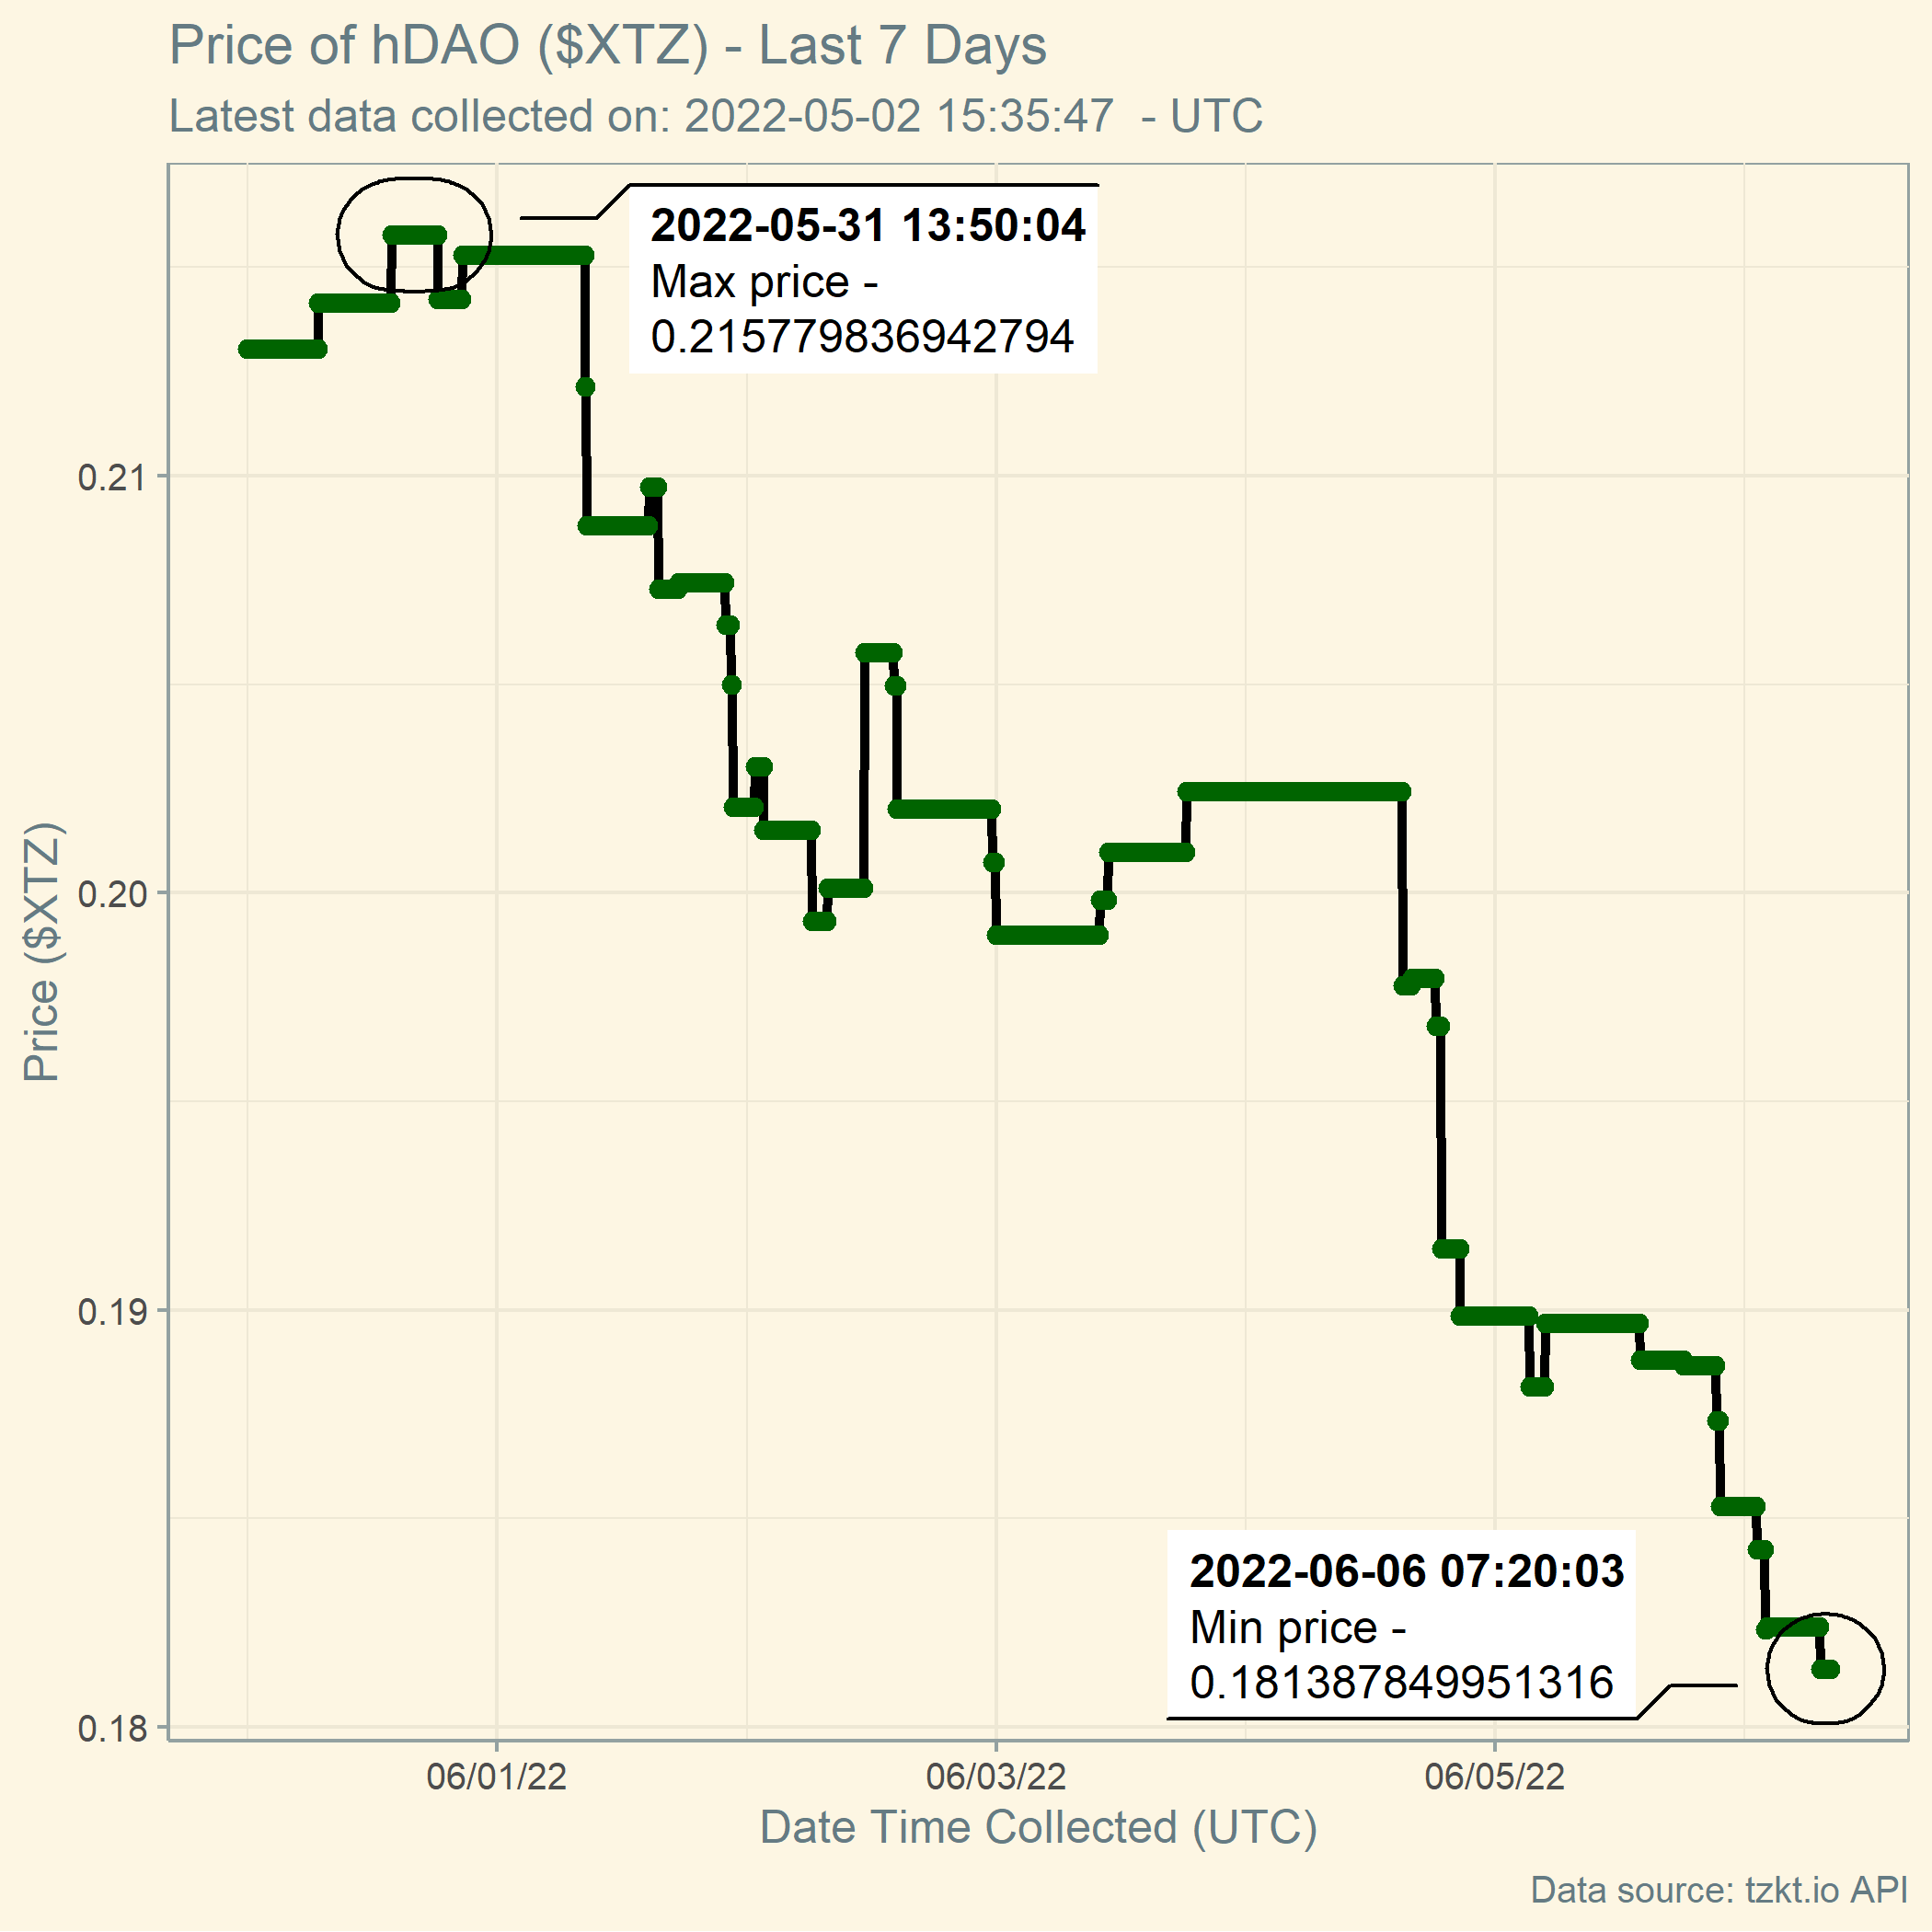 Price of hDAO ($XTZ) - Last 7 Days
Latest data collected on: 2022-05-02 15:35:47  - UTC
2022-05-31 13:50:04
Max price -
0.215779836942794
0.21
0.20
0.19
0.18
Price ($XTZ)
2022-06-06 07:20:03
Min price -
0.181387849951316
06/01/22
06/03/22
06/05/22
Date Time Collected (UTC)
Data source: tzkt.io API